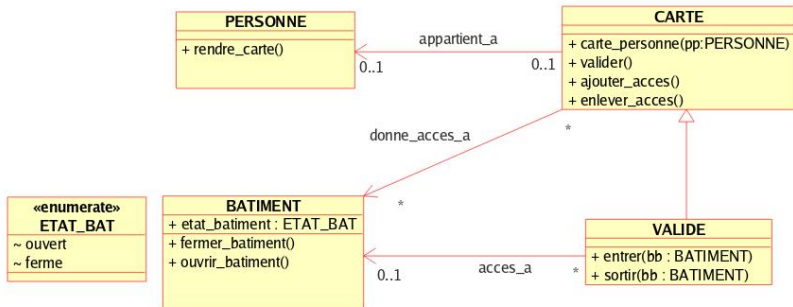 PERSONNE
+ rendre_carte()
appartient_a
0..1
0..1
CARTE
+ carte_personne(pp:PERSONNE)
+ valider()
+ ajouter_acces()
+ enlever_acces()
donne_acces_a
*
*
«enumerate»
ETAT_BAT
~ ouvert
~ ferme
BATIMENT
+ etat_batiment : ETAT_BAT
+ fermer_batiment()
+ ouvrir_batiment()
0..1
acces_a
*
VALIDE
+ entrer(bb : BATIMENT)
+ sortir(bb : BATIMENT)